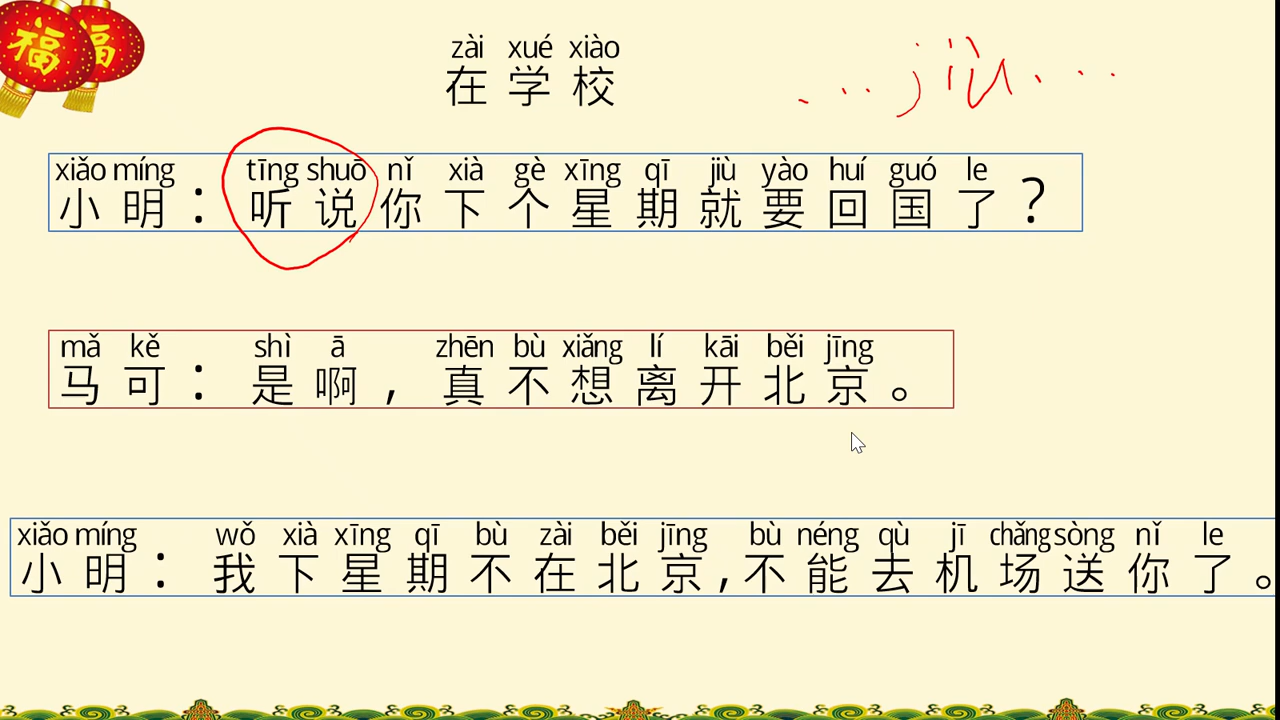 福 福
zài xué xiào
在学校
...jiù...
xiǎo míng tīng shuō nǐ xià gè xīng qī jiù yào huí guó le
小明：听说你下个星期就要回国了？
mǎ kě shì ā zhēn bù xiǎng lí kāi běi jīng
马可：是啊，真不想离开北京。
xiǎo míng wǒ xià xīng qī bù zài běi jīng bù néng qù jī chǎng sòng nǐ le
小明：我下星期不在北京,不能去机场送你了。